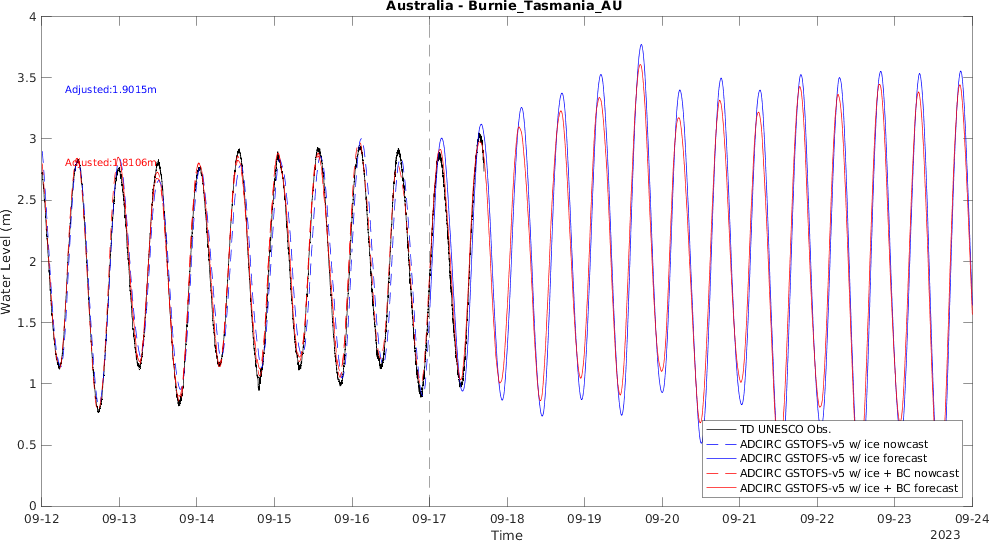 Australia - Burnie_Tasmania_AU
Water Level (m)
4
3.5
3
2.5
2
1.5
1
0.5
0
Adjusted:1.9015m
Adjusted:1.8106m
TD UNESCO Obs.
ADCIRC GSTOFS-v5 w/ ice nowcast
ADCIRC GSTOFS-v5 w/ ice forecast
ADCIRC GSTOFS-v5 w/ ice + BC nowcast
ADCIRC GSTOFS-v5 w/ ice + BC forecast
09-12 09-13 09-14 09-15 09-16 09-17 09-18 09-19 09-20 09-21 09-22 09-23 09-24
Time
2023